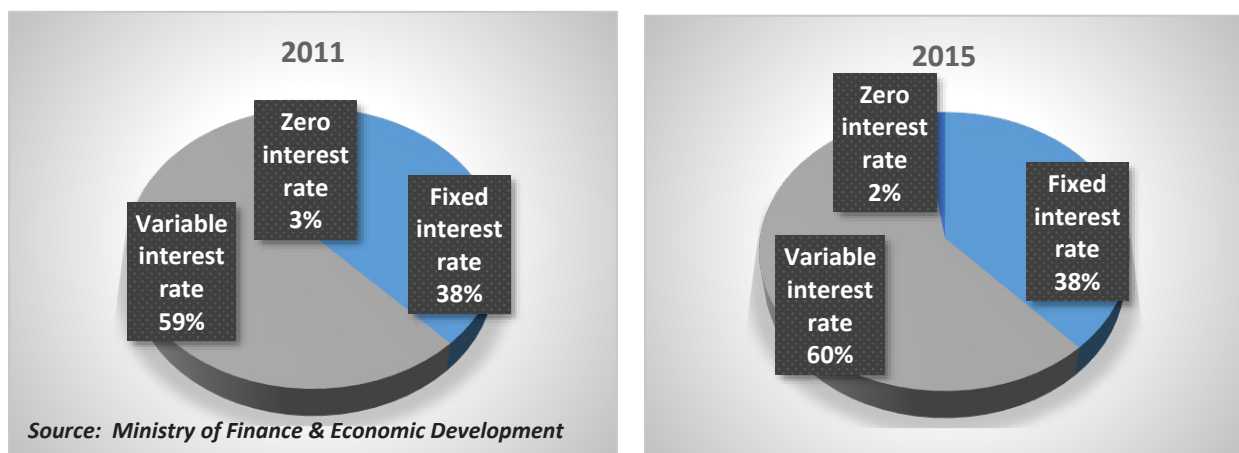 2011
Zero
interest
rate
3%
Fixed
interest
rate
38%
Variable
interest
rate
59%
Source: Ministry of Finance & Economic Development
2015
Zero
interest
rate
2%
Fixed
interest
rate
38%
Variable
interest
rate
60%